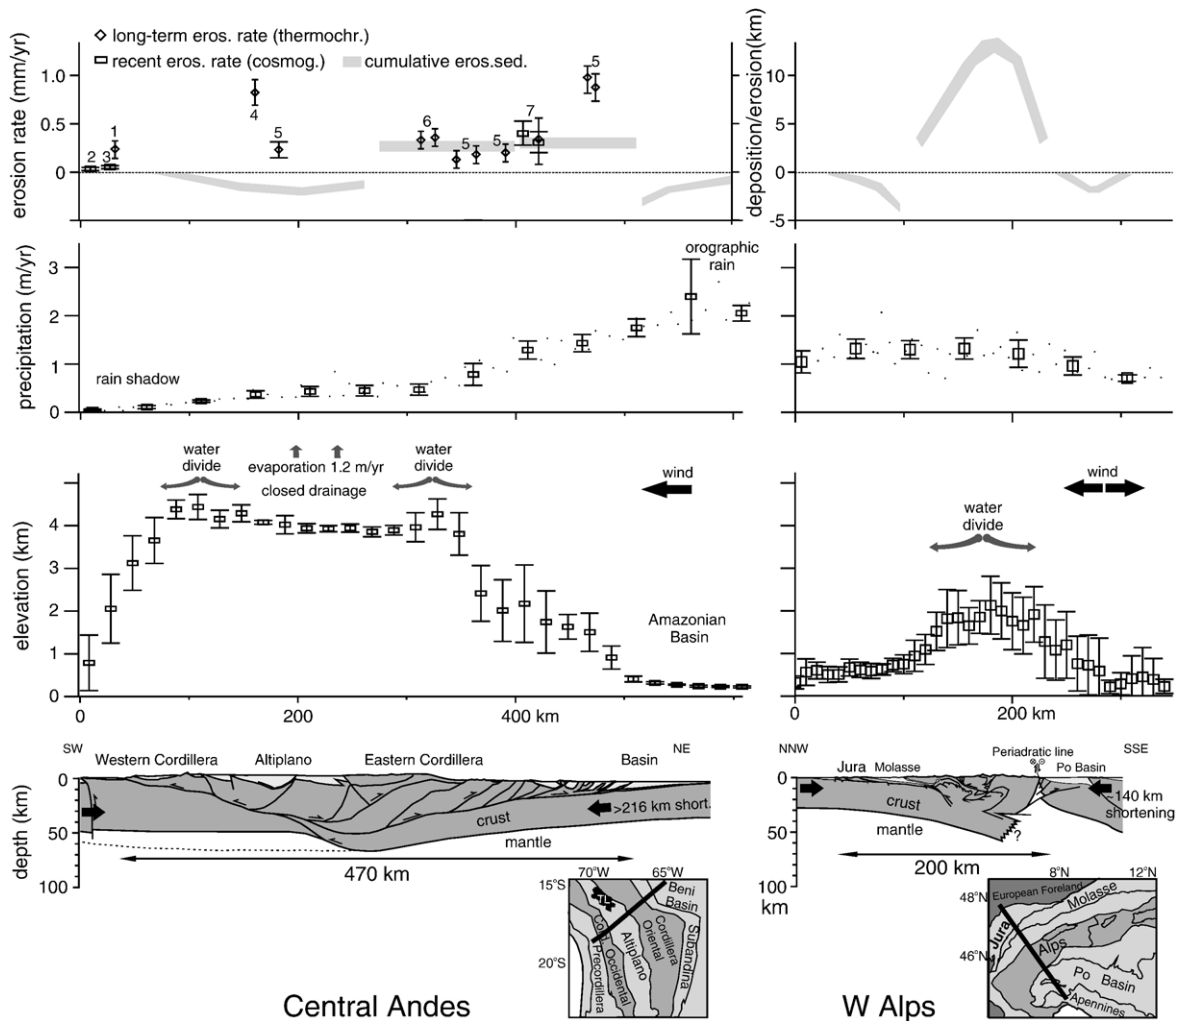 long-term eros. rate (thermochr.)
recent eros. rate (cosmog.)
cumulative eros.sed.
erosion rate (mm/yr)
1.0
0.5
0
1
2
3
4
5
6
5
5
7
5
deposition/erosion(km)
10
5
0
-5
precipitation (m/yr)
3
2
1
0
rain shadow
orographic
rain
elevation (km)
4
3
2
1
0
water
divide
evaporation 1.2 m/yr
closed drainage
water
divide
wind
Amazonian
Basin
0
200
400 km
wind
water
divide
0
200 km
SW
NE
Western Cordillera
Altiplano
Eastern Cordillera
Basin
depth (km)
0
50
100
crust
mantle
>216 km short.
470 km
NNW
SSE
Periadratic line
Jura
Molasse
Po Basin
0
50
100
km
crust
mantle
?
~140 km
shortening
200 km
70°W
65°W
15°S
20°S
Beni
Basin
Cord.
Occidental
Precordillera
Altiplano
Cordillera
Oriental
Subandina
8°N
12°N
48°N
46°N
European Foreland
Molasse
Jura
Alps
Po Basin
Apennines
Central Andes
W Alps